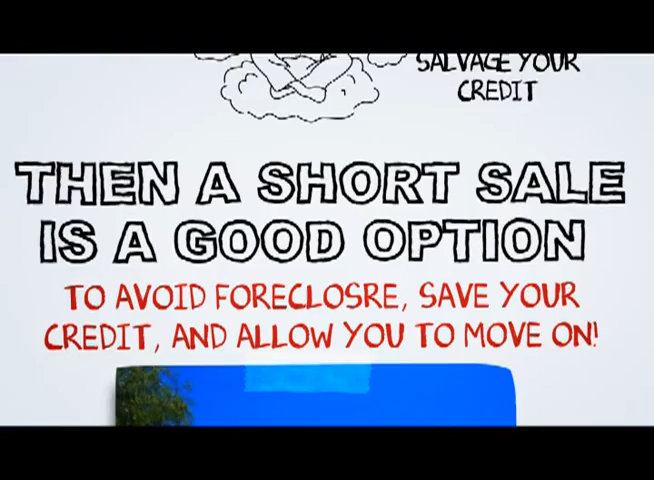 SALVAGE YOUR
CREDIT
THEN A SHORT SALE
IS A GOOD OPTION
TO AVOID FORECLOSRE, SAVE YOUR
CREDIT, AND ALLOW YOU TO MOVE ON!